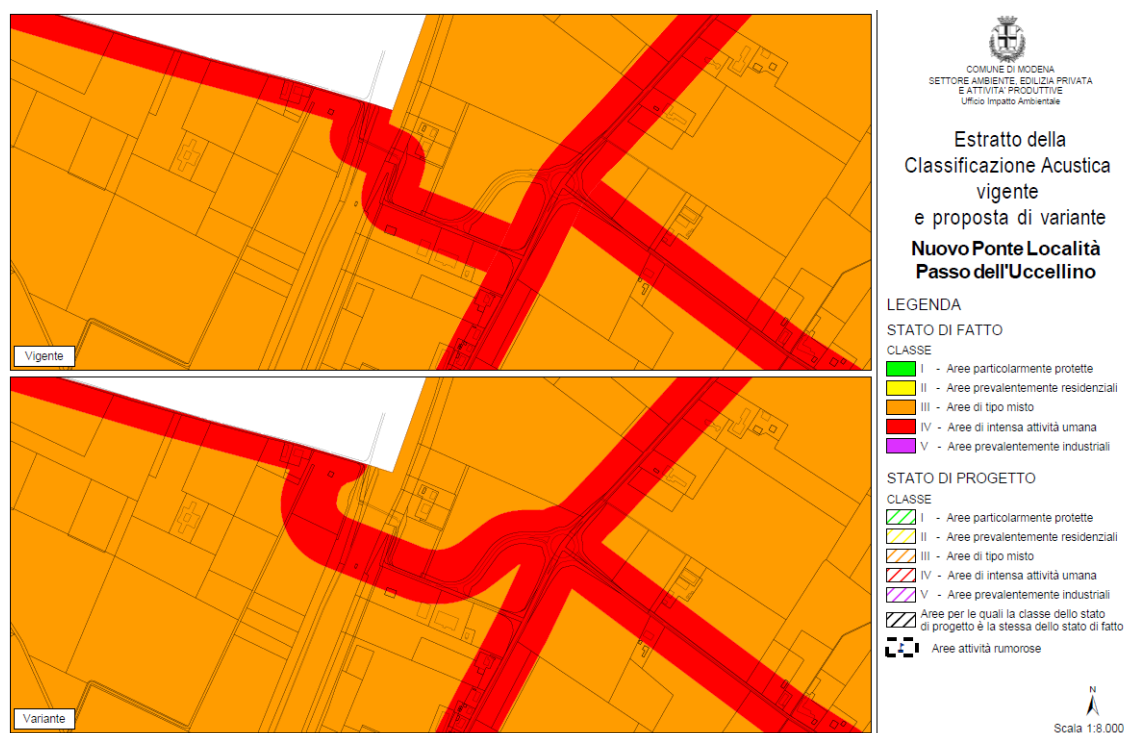 Vigente
Variante
COMUNE DI MODENA
SETTORE AMBIENTE, EDILIZIA PRIVATA
E ATTIVITA' PRODUTTIVE
Ufficio Impatto Ambientale
Estratto della
Classificazione Acustica
vigente
e proposta di variante
Nuovo Ponte Località
Passo dell'Uccellino
LEGENDA
STATO DI FATTO
CLASSE
I - Aree particolarmente protette
II - Aree prevalentemente residenziali
III - Aree di tipo misto
IV - Aree di intensa attività umana
V - Aree prevalentemente industriali
STATO DI PROGETTO
CLASSE
I - Aree particolarmente protette
II - Aree prevalentemente residenziali
III - Aree di tipo misto
IV - Aree di intensa attività umana
V - Aree prevalentemente industriali
Aree per le quali la classe dello stato
di progetto è la stessa dello stato di fatto
Aree attività rumorose
N
Scala 1:8.000